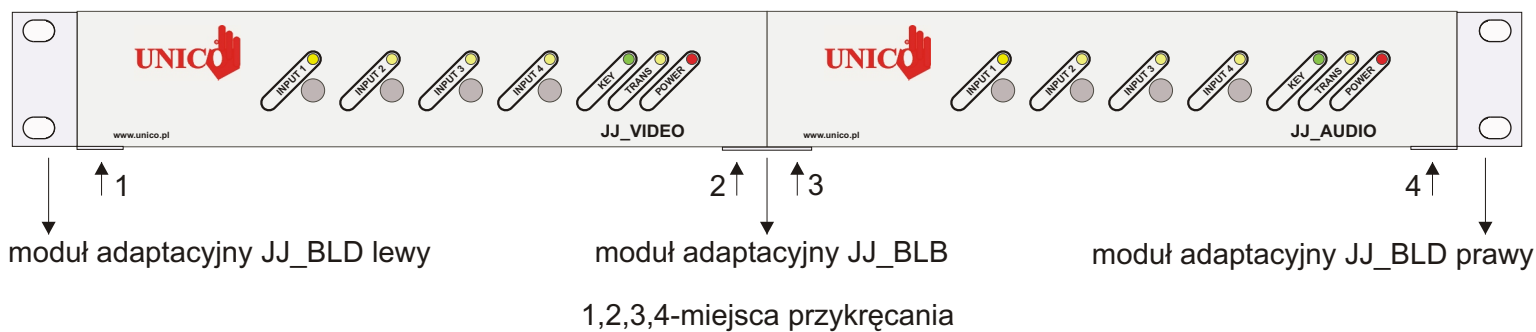 UNICO
INPUT 1
INPUT 2
INPUT 3
INPUT 4
KEY
TRANS
POWER
www.unico.pl
JJ_VIDEO
UNICO
INPUT 1
INPUT 2
INPUT 3
INPUT 4
KEY
TRANS
POWER
www.unico.pl
JJ_AUDIO
1
2
3
4
moduł adaptacyjny JJ_BLD lewy
moduł adaptacyjny JJ_BLB
moduł adaptacyjny JJ_BLD prawy
1,2,3,4-miejsca przykręcania